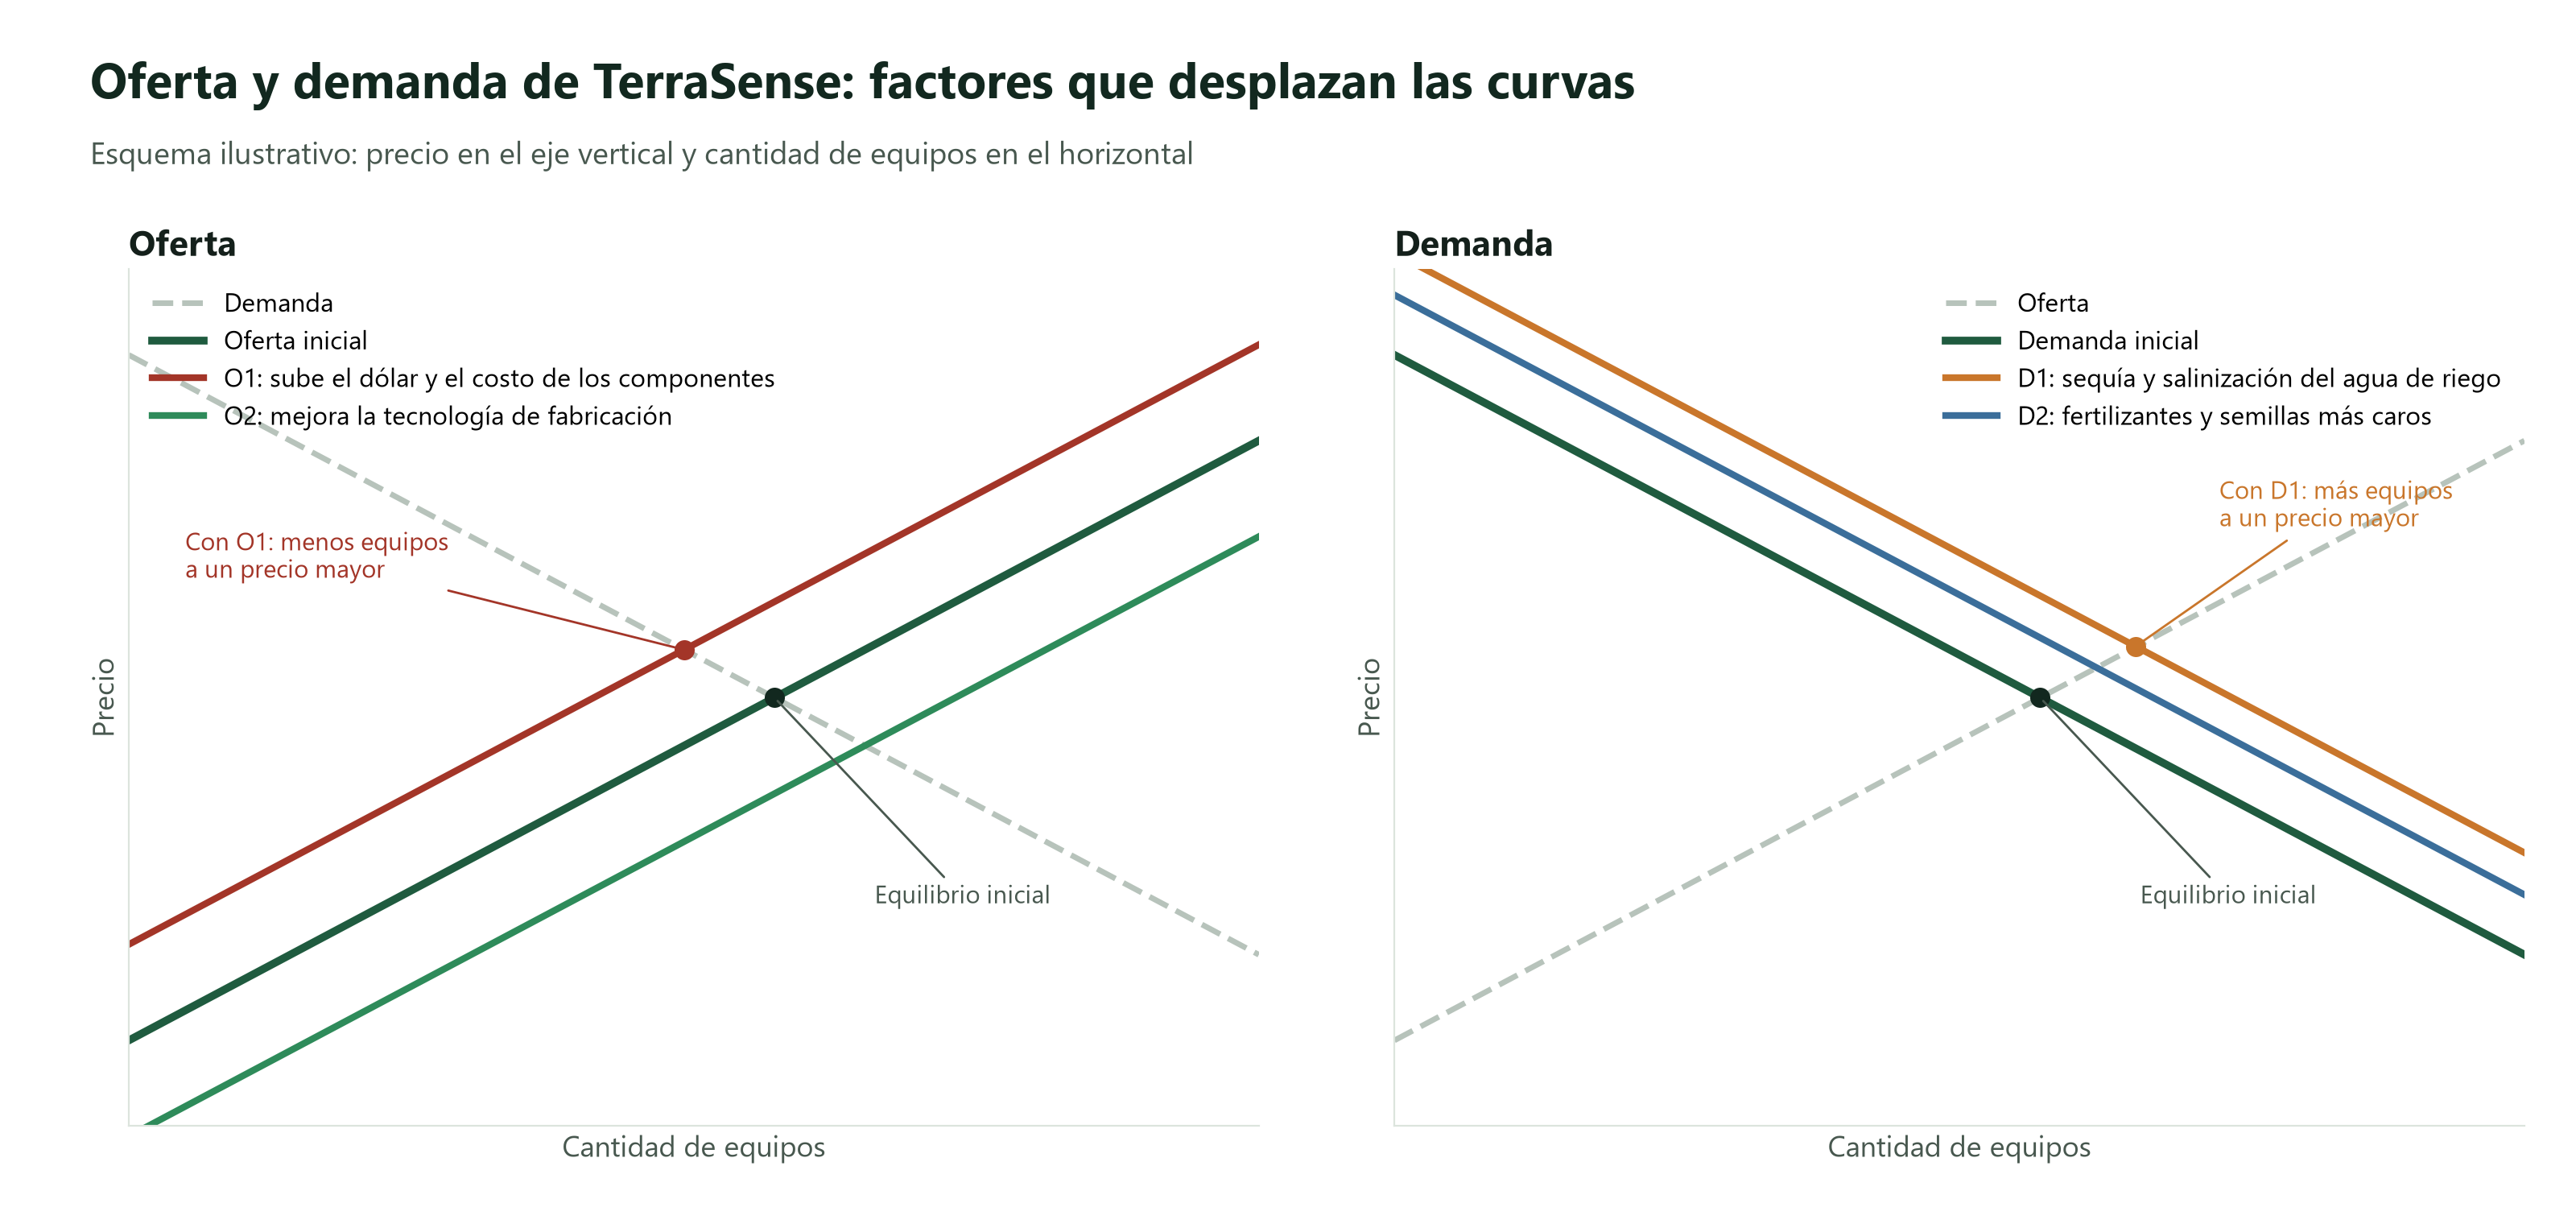 Oferta y demanda de TerraSense: factores que desplazan las curvas
Esquema ilustrativo: precio en el eje vertical y cantidad de equipos en el horizontal
Oferta
Demanda
Oferta inicial
O1: sube el dólar y el costo de los componentes
O2: mejora la tecnología de fabricación
Con O1: menos equipos
a un precio mayor
Equilibrio inicial
Precio
Cantidad de equipos
Demanda
Oferta
Demanda inicial
D1: sequía y salinización del agua de riego
D2: fertilizantes y semillas más caros
Con D1: más equipos
a un precio mayor
Equilibrio inicial
Precio
Cantidad de equipos